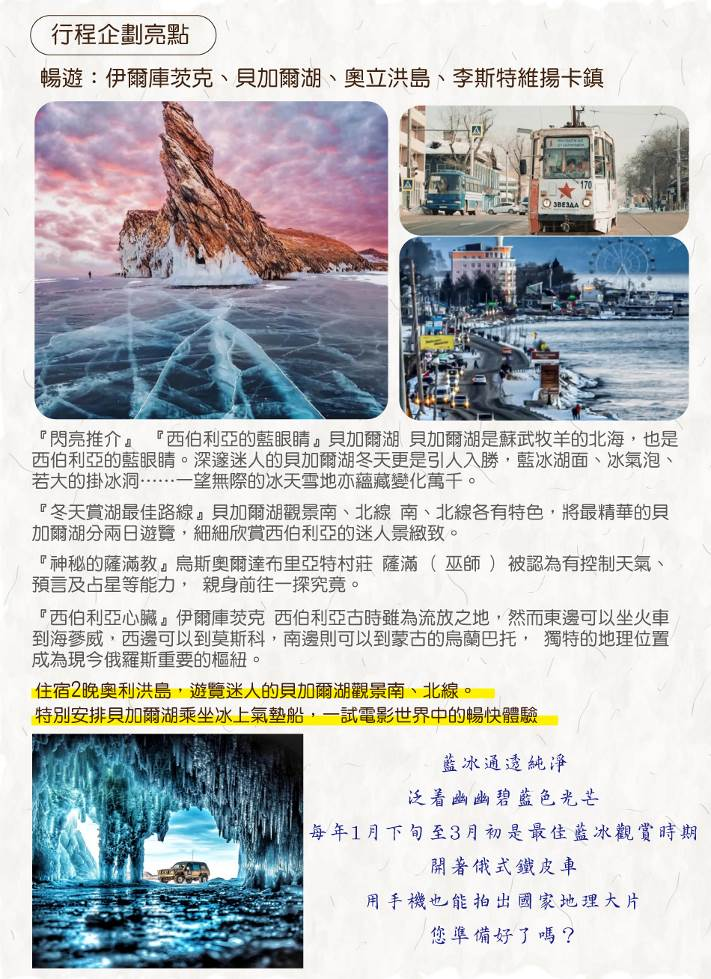 行程企劃亮點
暢遊：伊爾庫茨克、貝加爾湖、奧立洪島、李斯特維揚卡鎮
170
ЗВЕЗДА
『閃亮推介』 『西伯利亞的藍眼睛』貝加爾湖 貝加爾湖是蘇武牧羊的北海，也是
西伯利亞的藍眼睛。深邃迷人的貝加爾湖冬天更是引人入勝，藍冰湖面、冰氣泡、
若大的掛冰洞……一望無際的冰天雪地亦蘊藏變化萬千。
『冬天賞湖最佳路線』貝加爾湖觀景南、北線 南、北線各有特色，將最精華的貝
加爾湖分兩日遊覽，細細欣賞西伯利亞的迷人景緻。
『神秘的薩滿教』烏斯奧爾達布里亞特村莊 薩滿（巫師）被認為有控制天氣、
預言及占星等能力， 親身前往一探究竟。
『西伯利亞心臟』伊爾庫茨克 西伯利亞古時雖為流放之地，然而東邊可以坐火車
到海參威，西邊可以到莫斯科，南邊則可以到蒙古的烏蘭巴托， 獨特的地理位置
成為現今俄羅斯重要的樞紐。
住宿2晚奧利洪島，遊覽迷人的貝加爾湖觀景南、北線。
特別安排貝加爾湖乘坐冰上氣墊船，一試電影世界中的暢快體驗
藍冰通透純淨
泛着幽幽碧藍色光芒
每年1月下旬至3月初是最佳藍冰觀賞時期
開著俄式鐵皮車
用手機也能拍出國家地理大片
您準備好了嗎？